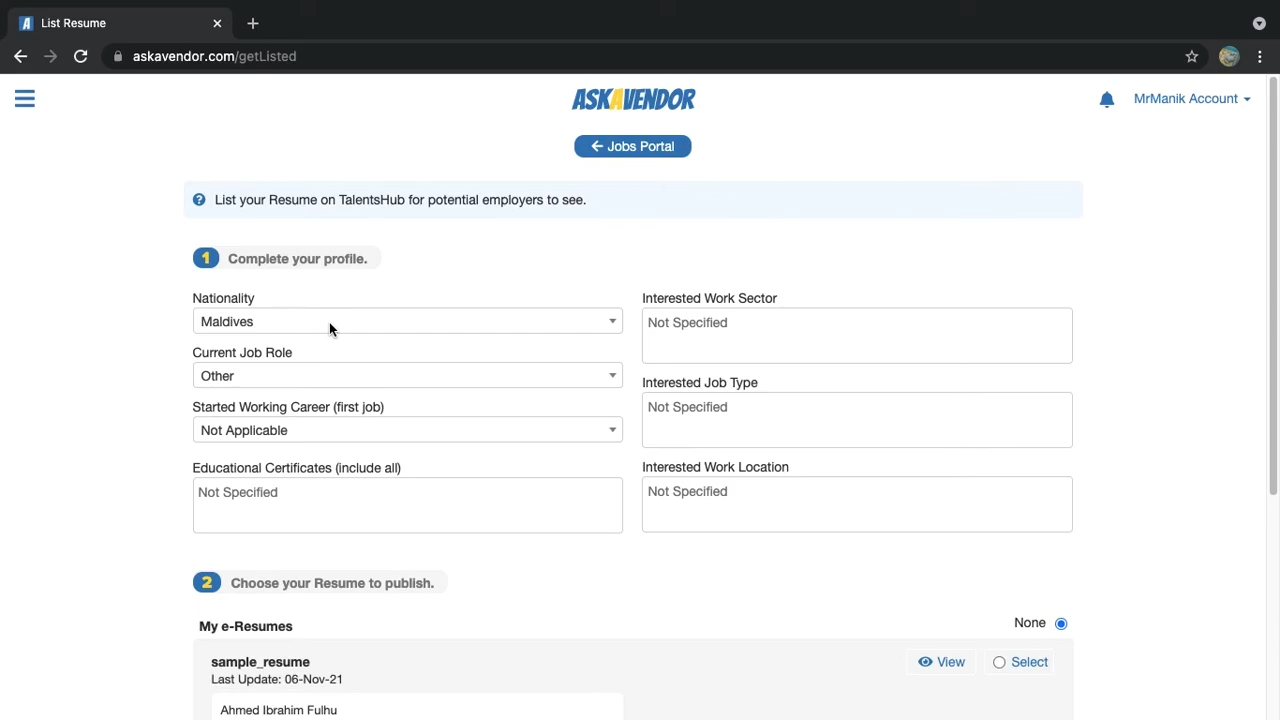 List Resume
askavendor.com/getListed
ASKAVENDOR
MrManik Account
← Jobs Portal
List your Resume on TalentsHub for potential employers to see.
1 Complete your profile.
Nationality
Maldives
Current Job Role
Other
Started Working Career (first job)
Not Applicable
Educational Certificates (include all)
Not Specified
Interested Work Sector
Not Specified
Interested Job Type
Not Specified
Interested Work Location
Not Specified
2 Choose your Resume to publish.
My e-Resumes
None
sample_resume
View
Select
Last Update: 06-Nov-21
Ahmed Ibrahim Fulhu